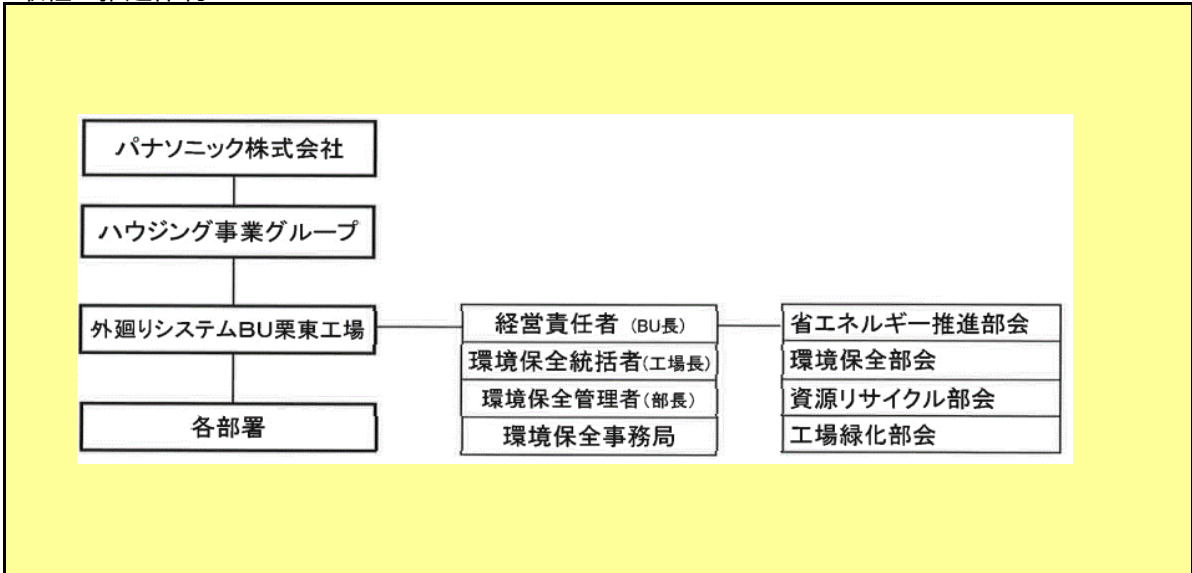 パナソニック株式会社
ハウジング事業グループ
外廻りシステムBU栗東工場
各部署
経営責任者 (BU長)
環境保全統括者(工場長)
環境保全管理者(部長)
環境保全事務局
省エネルギー推進部会
環境保全部会
資源リサイクル部会
工場緑化部会